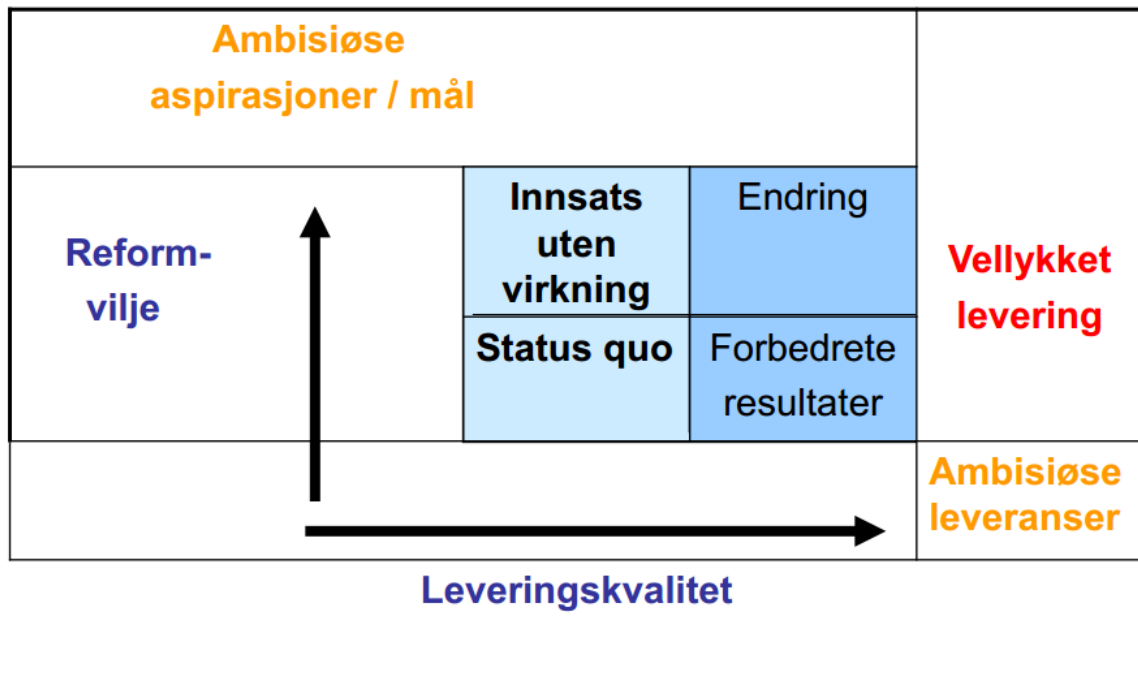 Ambisiøse
aspirasjoner / mål
Reform-
vilje
Innsats
uten
virkning
Endring
Status quo
Forbedrete
resultater
Vellykket
levering
Ambisiøse
leveranser
Leveringskvalitet